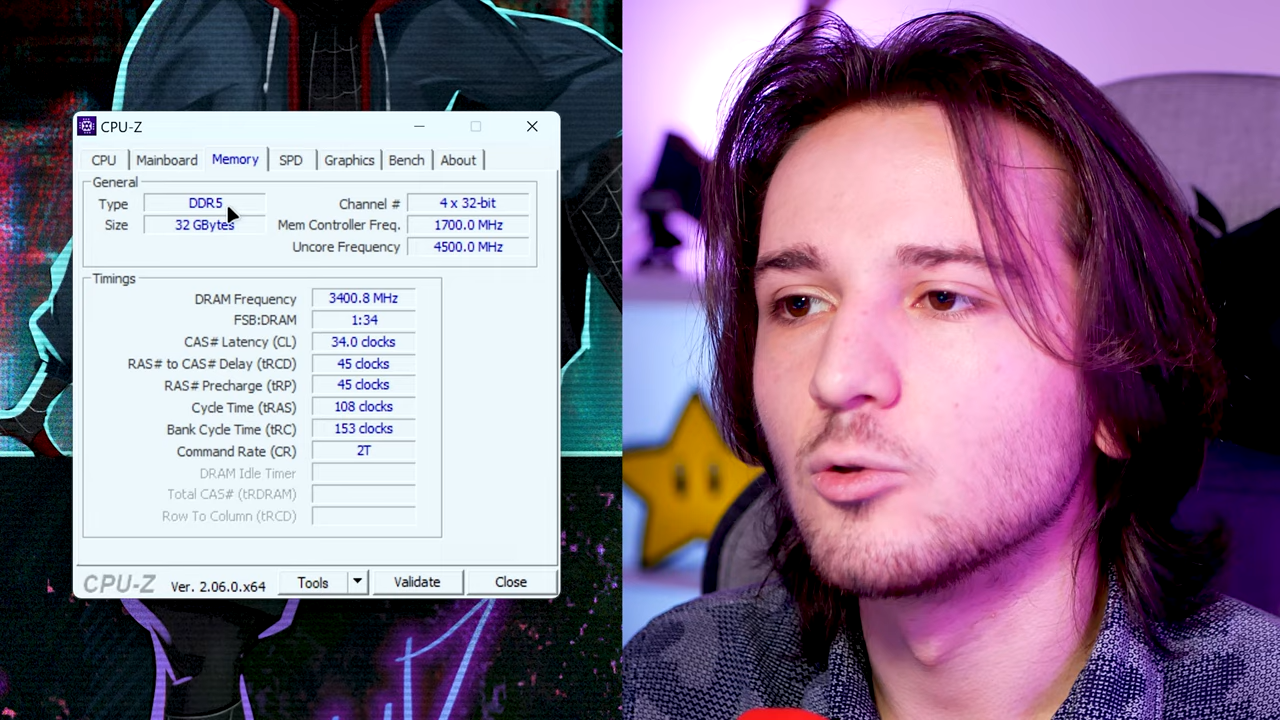 CPU-Z
CPU Mainboard Memory SPD Graphics Bench About
General
Type DDR5 Channel # 4 x 32-bit
Size 32 GBytes Mem Controller Freq. 1700.0 MHz
Uncore Frequency 4500.0 MHz
Timings
DRAM Frequency 3400.8 MHz
FSB:DRAM 1:34
CAS# Latency (CL) 34.0 clocks
RAS# to CAS# Delay (tRCD) 45 clocks
RAS# Precharge (tRP) 45 clocks
Cycle Time (tRAS) 108 clocks
Bank Cycle Time (tRC) 153 clocks
Command Rate (CR) 2T
DRAM Idle Timer
Total CAS# (tRDRAM)
Row To Column (tRCD)
CPU-Z Ver. 2.06.0.x64 Tools Validate Close